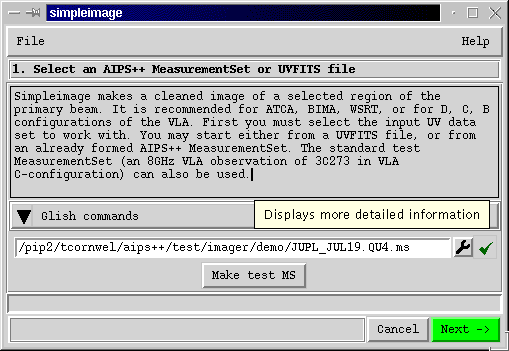 simpleimage
File Help
1. Select an AIPS++ MeasurementSet or UVFITS file
Simpleimage makes a cleaned image of a selected region of the
primary beam. It is recommended for ATCA, BIMA, WSRT, or for D, C, B
configurations of the VLA. First you must select the input UV data
set to work with. You may start either from a UVFITS file, or from
an already formed AIPS++ MeasurementSet. The standard test
MeasurementSet (an 8GHz VLA observation of 3C273 in VLA
C-configuration) can also be used.
Glish commands
Displays more detailed information
/pip2/tcornwel/aips++/test/imager/demo/JUPL_JUL19.QU4.ms
Make test MS
Cancel Next ->